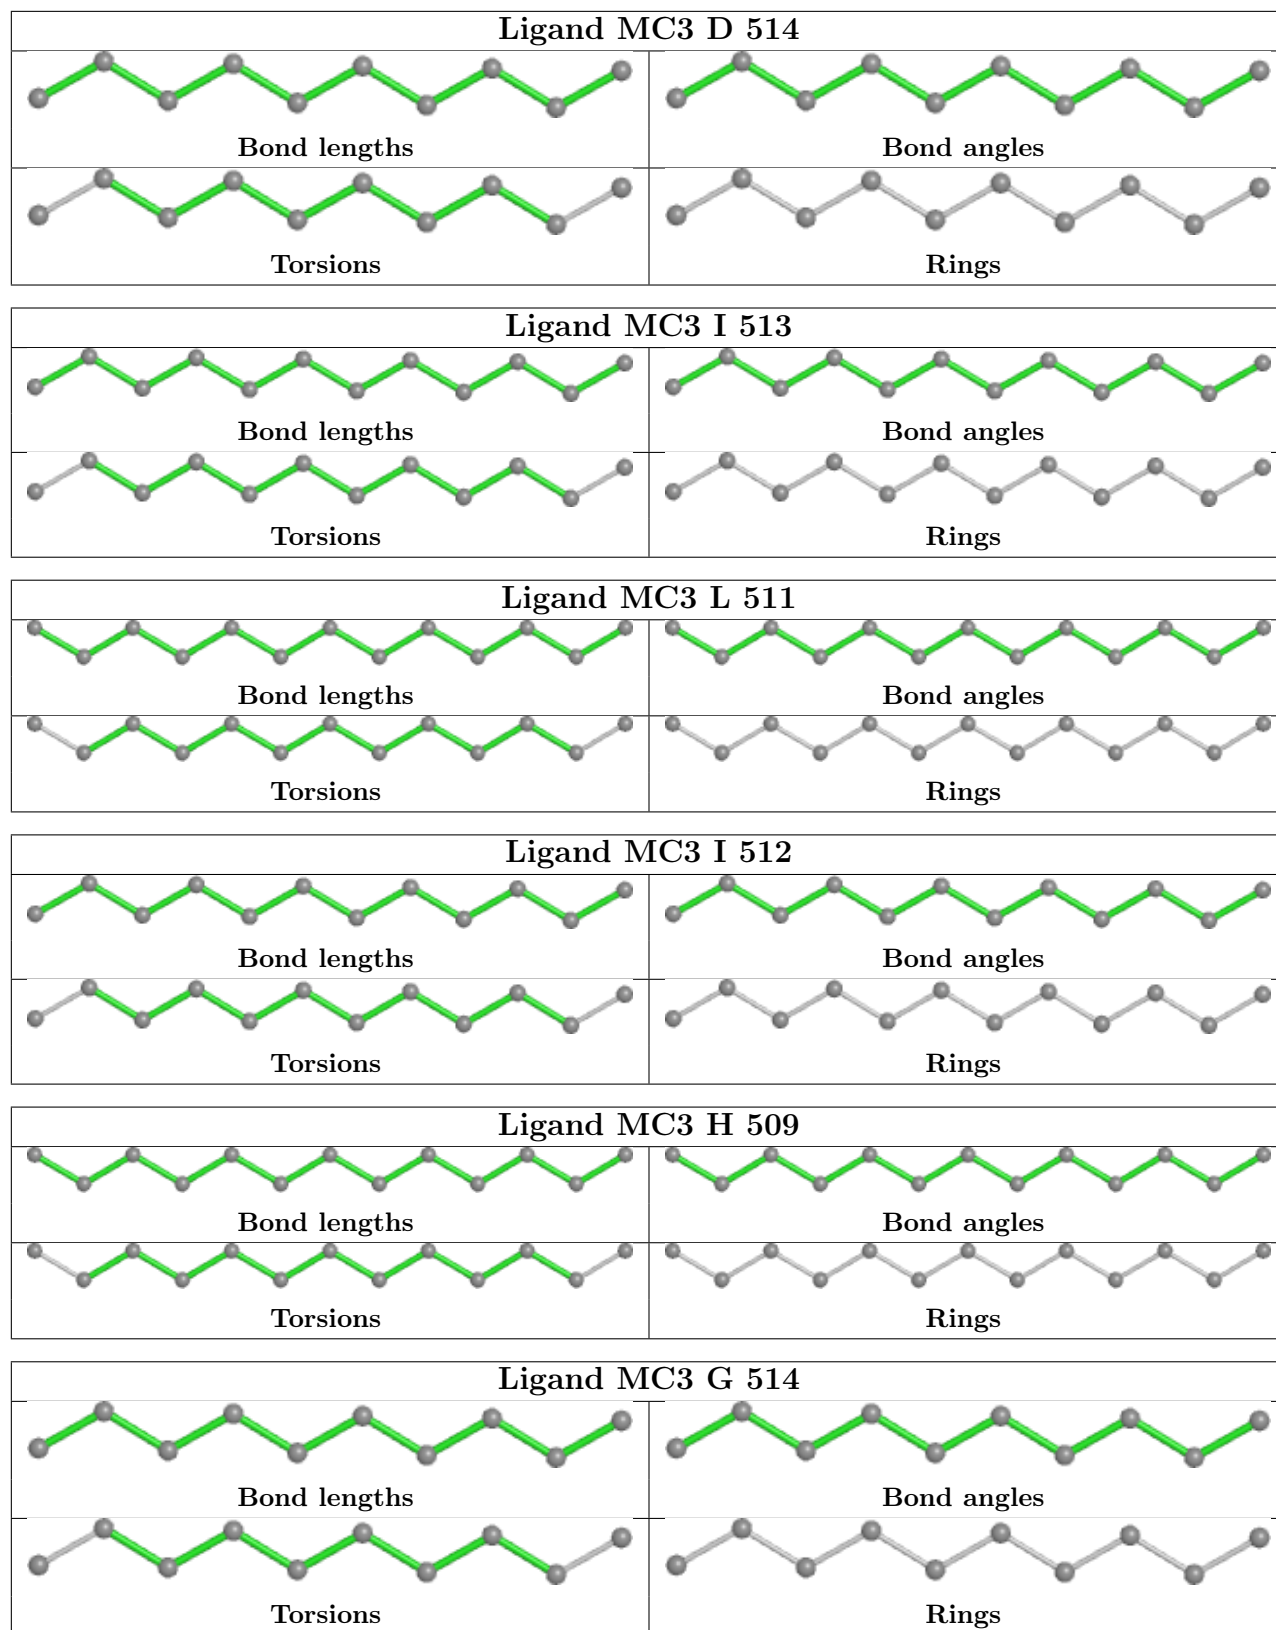 Ligand MC3 D 514
Bond lengths Bond angles
Torsions Rings
Ligand MC3 I 513
Bond lengths Bond angles
Torsions Rings
Ligand MC3 L 511
Bond lengths Bond angles
Torsions Rings
Ligand MC3 I 512
Bond lengths Bond angles
Torsions Rings
Ligand MC3 H 509
Bond lengths Bond angles
Torsions Rings
Ligand MC3 G 514
Bond lengths Bond angles
Torsions Rings